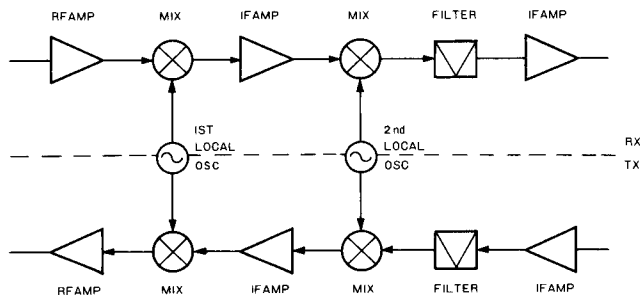 RFAMP MIX IFAMP MIX FILTER IFAMP
IST
LOCAL
OSC
2nd
LOCAL
OSC
RX
TX
RFAMP MIX IFAMP MIX FILTER IFAMP